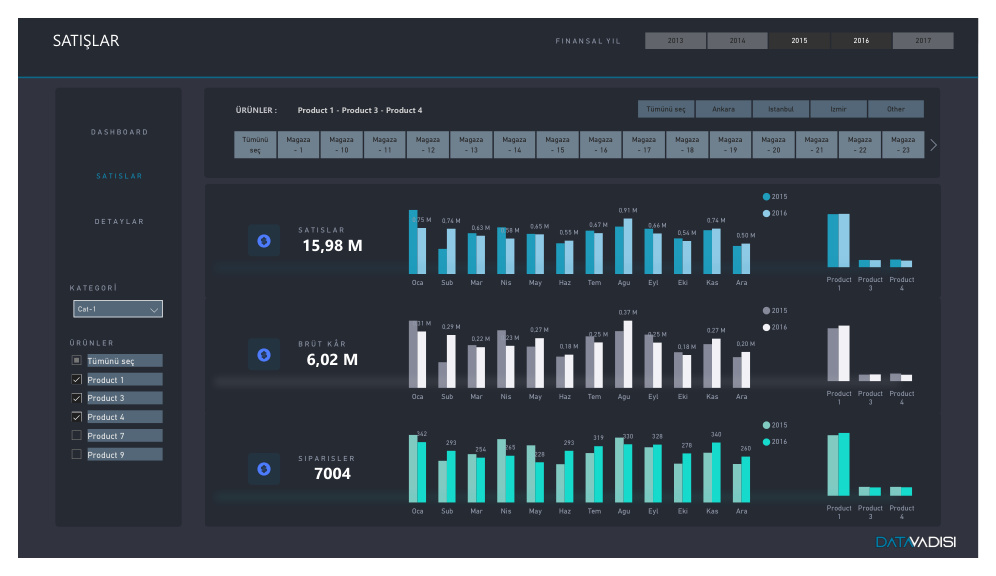 SATIŞLAR
FINANSAL YIL
2013 2014 2015 2016 2017
DASHBOARD
SATISLAR
DETAYLAR
KATEGORİ
Cat-1
ÜRÜNLER
Tümünü seç
Product 1
Product 3
Product 4
Product 7
Product 9
ÜRÜNLER : Product 1 - Product 3 - Product 4
Tümünü seç Ankara Istanbul Izmir Other
Tümünü Magaza Magaza Magaza Magaza Magaza Magaza Magaza Magaza Magaza Magaza Magaza Magaza Magaza Magaza Magaza
seç - 1 - 10 - 11 - 12 - 13 - 14 - 15 - 16 - 17 - 18 - 19 - 20 - 21 - 22 - 23
SATISLAR
15,98 M
0,75 M 0,74 M 0,63 M 0,58 M 0,65 M 0,55 M 0,67 M 0,91 M 0,66 M 0,54 M 0,74 M 0,50 M
Oca Sub Mar Nis May Haz Tem Agu Eyl Eki Kas Ara
2015
2016
Product Product Product
1 3 4
BRÜT KÂR
6,02 M
0,31 M 0,29 M 0,22 M 0,23 M 0,27 M 0,18 M 0,25 M 0,37 M 0,25 M 0,18 M 0,27 M 0,20 M
Oca Sub Mar Nis May Haz Tem Agu Eyl Eki Kas Ara
2015
2016
Product Product Product
1 3 4
SIPARISLER
7004
342 293 254 265 228 293 319 330 328 278 340 260
Oca Sub Mar Nis May Haz Tem Agu Eyl Eki Kas Ara
2015
2016
Product Product Product
1 3 4
DATAVADISI